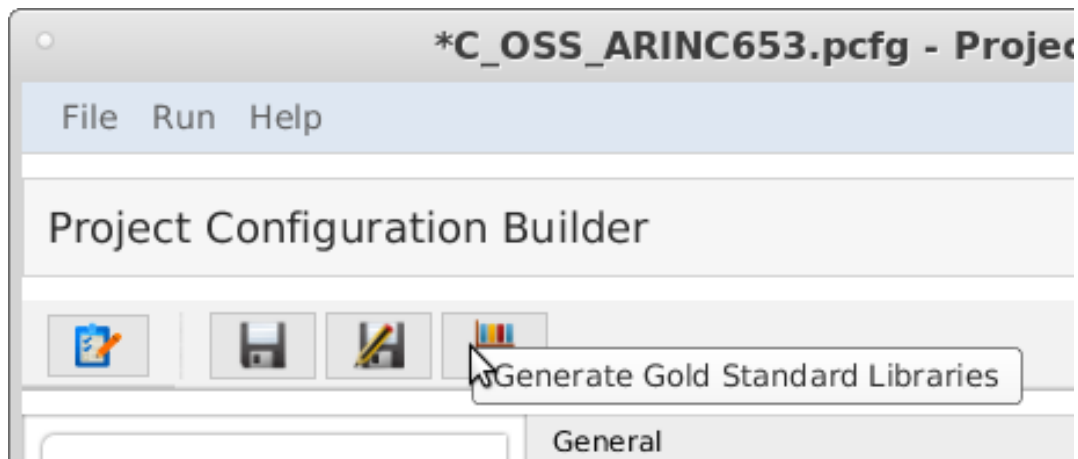 *C_OSS_ARINC653.pcfg - Projec
File Run Help
Project Configuration Builder
Generate Gold Standard Libraries
General